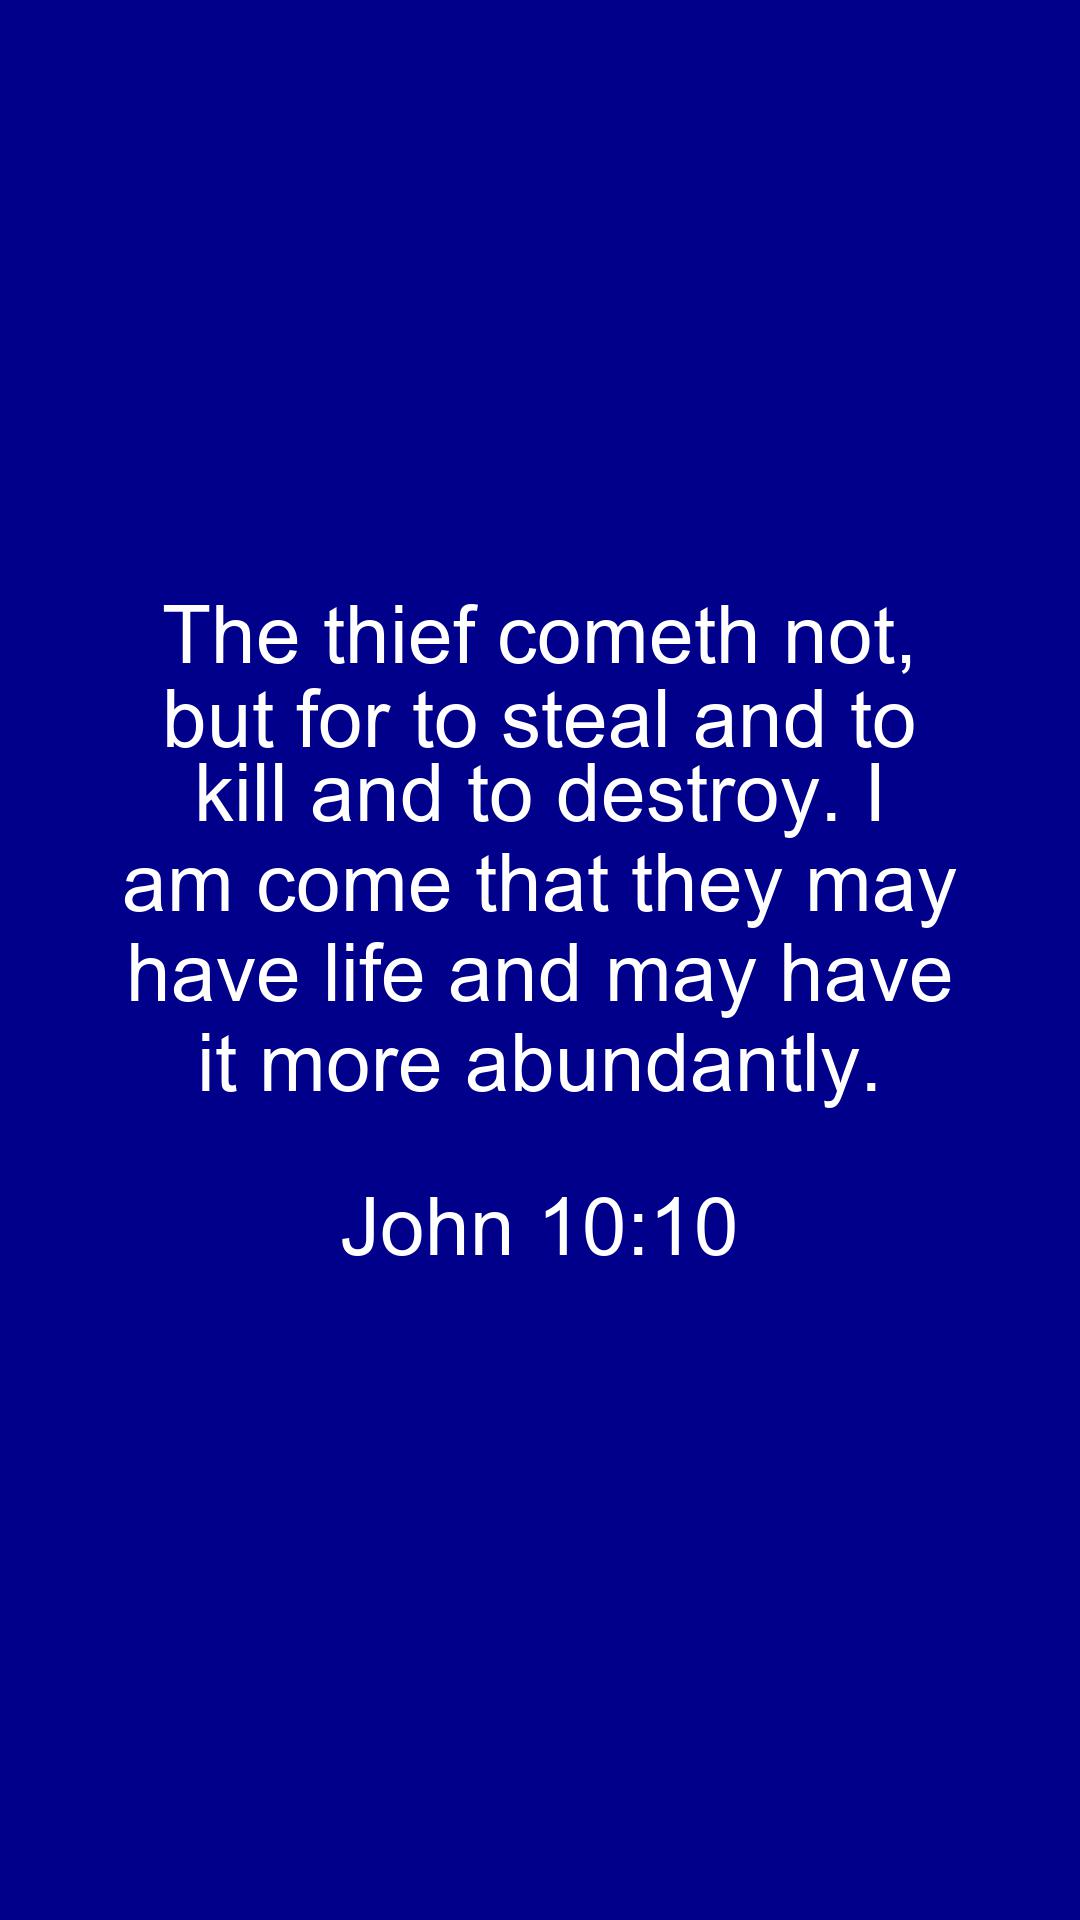 The thief cometh not,
but for to steal and to
kill and to destroy. I
am come that they may
have life and may have
it more abundantly.
John 10:10